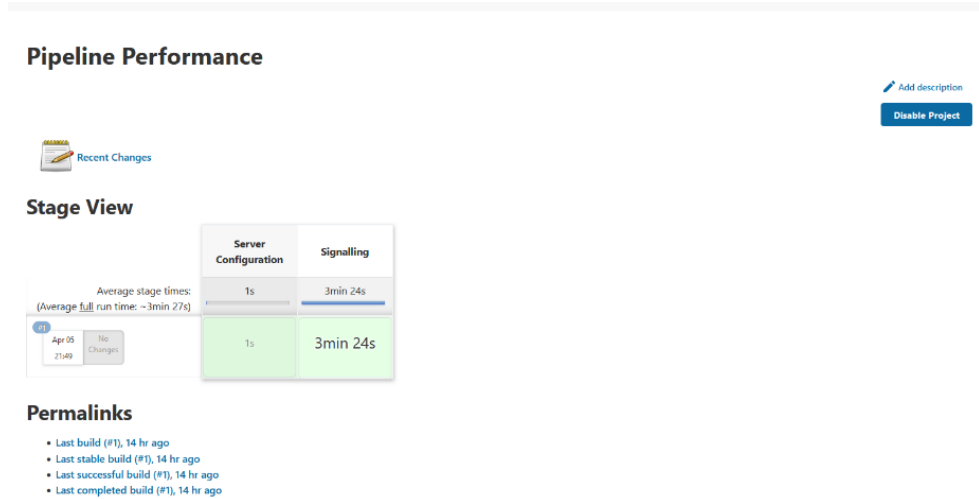 Pipeline Performance
Add description
Disable Project
Recent Changes
Stage View
Server
Configuration
Signalling
Average stage times:
(Average full run time: ~3min 27s)
1s
3min 24s
#1
Apr 05
21:49
No
Changes
1s
3min 24s
Permalinks
Last build (#1), 14 hr ago
Last stable build (#1), 14 hr ago
Last successful build (#1), 14 hr ago
Last completed build (#1), 14 hr ago